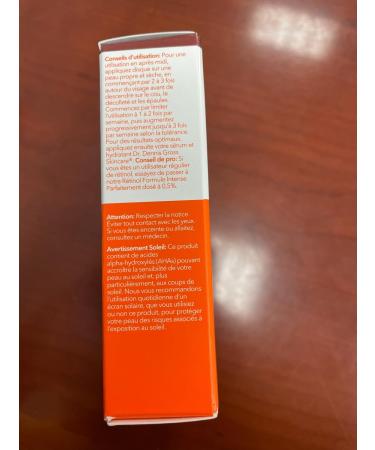 Conseils d'utilisation: Pour une
utilisation en après-midi,
appliquez disque sur une
peau propre et sèche, en
commençant par 2 à 3 fois
autour du visage avant de
descendre sur le cou, le
décolleté et les épaules.
Commencez par limiter
l'utilisation à 1 à 2 fois par
semaine, puis augmentez
progressivement jusqu'à 3 fois
par semaine selon la tolérance.
Pour des résultats optimaux,
appliquez ensuite votre sérum et
hydratant Dr. Dennis Gross
Skincare®. Conseil de pro: Si
vous êtes un utilisateur régulier
de rétinol, essayez de passer à
notre Rétinol Formule Intense
Parfaitement dosé à 0,5%.
Attention: Respecter la notice.
Éviter tout contact avec les yeux.
Si vous êtes enceinte ou allaitez,
consultez un médecin.
Avertissement Soleil: Ce produit
contient de acides
alpha-hydroxylés (AHAs) pouvant
accroître la sensibilité de votre
peau au soleil et, plus
particulièrement, aux coups de
soleil. Nous vous recommandons
l'utilisation quotidienne d'un
écran solaire, que vous utilisiez
ou non ce produit, pour protéger
votre peau des risques associés à
l'exposition au soleil.